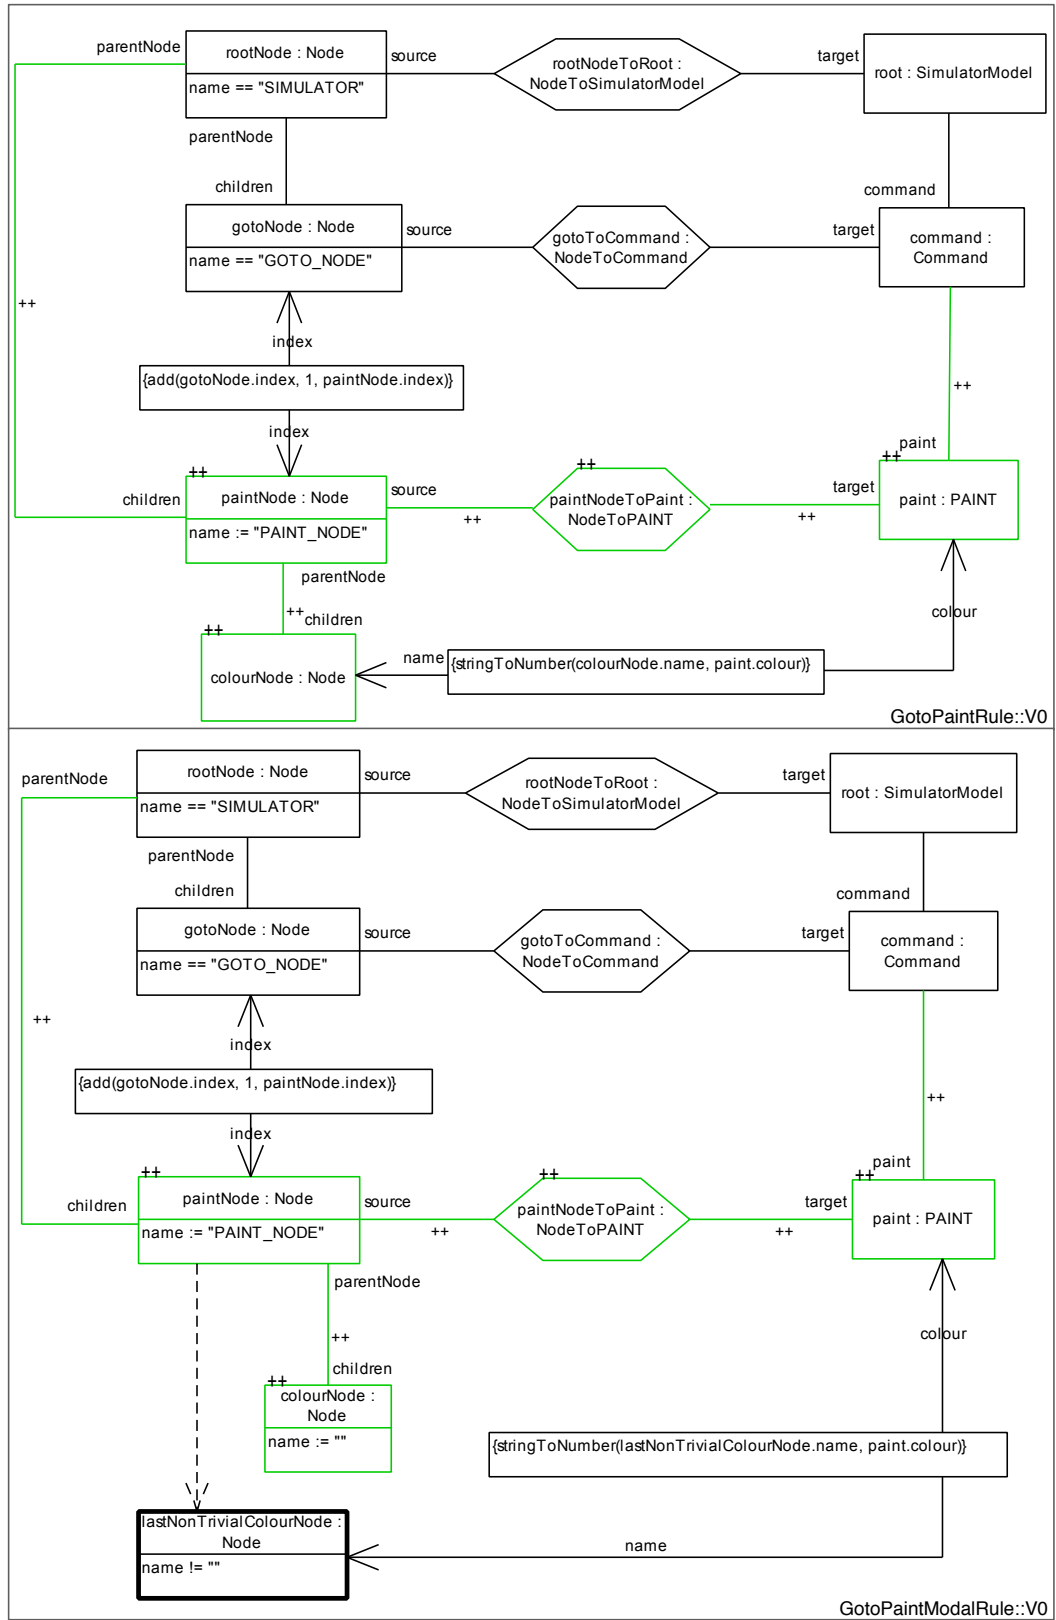 parentNode
rootNode : Node
source
rootNodeToRoot :
target
root : SimulatorModel
name == "SIMULATOR"
NodeToSimulatorModel
parentNode
children
command
gotoNode : Node
source
gotoToCommand :
target
command :
name == "GOTO_NODE"
NodeToCommand
Command
++
index
{add(gotoNode.index, 1, paintNode.index)}
++
index
paint
++
++
++
children
paintNode : Node
source
paintNodeToPaint :
target
paint : PAINT
name := "PAINT_NODE"
++
NodeToPAINT
++
parentNode
++
children
colour
++
colourNode : Node
name
{stringToNumber(colourNode.name, paint.colour)}
GotoPaintRule::V0
parentNode
rootNode : Node
source
rootNodeToRoot :
target
root : SimulatorModel
name == "SIMULATOR"
NodeToSimulatorModel
parentNode
children
command
gotoNode : Node
source
gotoToCommand :
target
command :
name == "GOTO_NODE"
NodeToCommand
Command
++
index
{add(gotoNode.index, 1, paintNode.index)}
++
index
paint
++
++
++
children
paintNode : Node
source
paintNodeToPaint :
target
paint : PAINT
name := "PAINT_NODE"
++
NodeToPAINT
++
parentNode
++
colour
children
++
colourNode :
Node
name := ""
{stringToNumber(lastNonTrivialColourNode.name, paint.colour)}
lastNonTrivialColourNode :
Node
name != ""
name
GotoPaintModalRule::V0